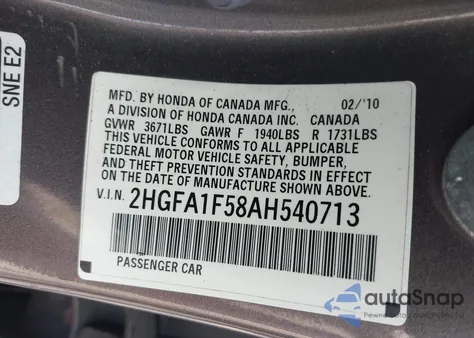 SNE E2
MFD. BY HONDA OF CANADA MFG., 02/'10
A DIVISION OF HONDA CANADA INC. CANADA
GVWR 3671LBS GAWR F 1940LBS R 1731LBS
THIS VEHICLE CONFORMS TO ALL APPLICABLE
FEDERAL MOTOR VEHICLE SAFETY, BUMPER,
AND THEFT PREVENTION STANDARDS IN EFFECT
ON THE DATE OF MANUFACTURE SHOWN ABOVE.
V.I.N. 2HGFA1F58AH540713
PASSENGER CAR
autoSnap